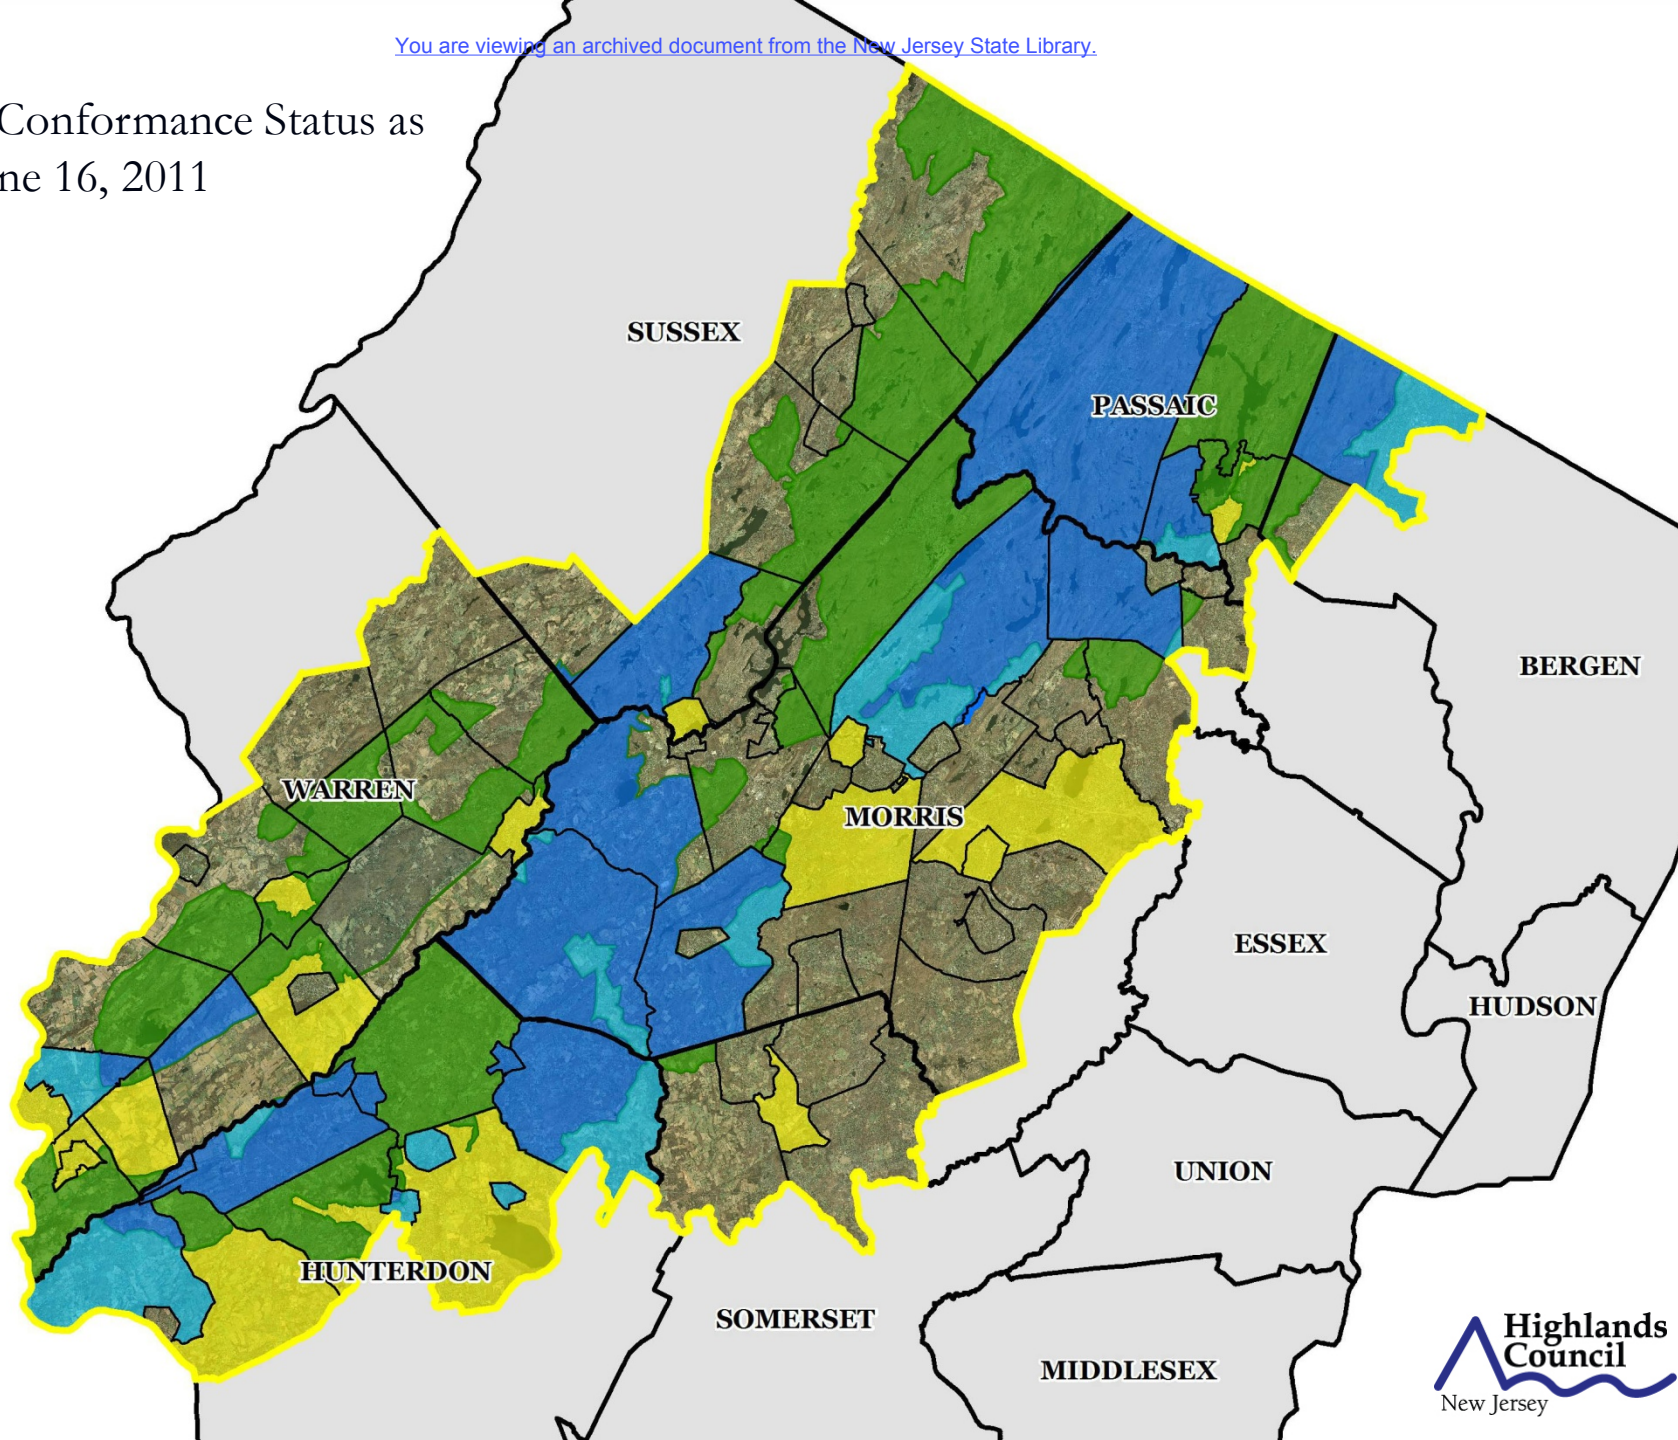 You are viewing an archived document from the New Jersey State Library.
Conformance Status as
ne 16, 2011
SUSSEX
PASSAIC
BERGEN
WARREN
MORRIS
ESSEX
HUDSON
UNION
HUNTERDON
SOMERSET
MIDDLESEX
Highlands
Council
New Jersey